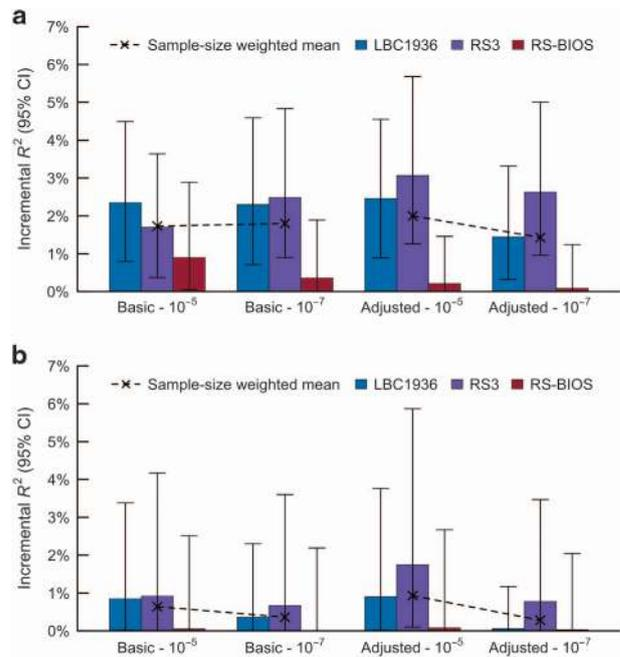 a
7%
Sample-size weighted mean LBC1936 RS3 RS-BIOS
6%
5%
4%
3%
2%
1%
0%
Incremental R² (95% CI)
Basic - 10⁻⁵ Basic - 10⁻⁷ Adjusted - 10⁻⁵ Adjusted - 10⁻⁷
b
7%
Sample-size weighted mean LBC1936 RS3 RS-BIOS
6%
5%
4%
3%
2%
1%
0%
Incremental R² (95% CI)
Basic - 10⁻⁵ Basic - 10⁻⁷ Adjusted - 10⁻⁵ Adjusted - 10⁻⁷